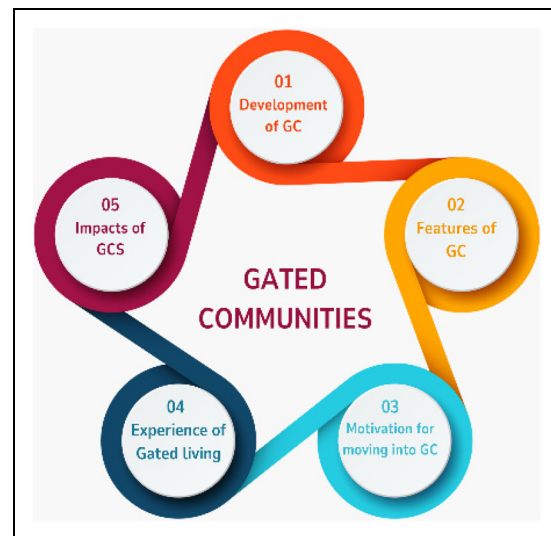 01
Development
of GC
02
Features of
GC
03
Motivation for
moving into GC
04
Experience of
Gated living
05
Impacts of
GCS
GATED
COMMUNITIES